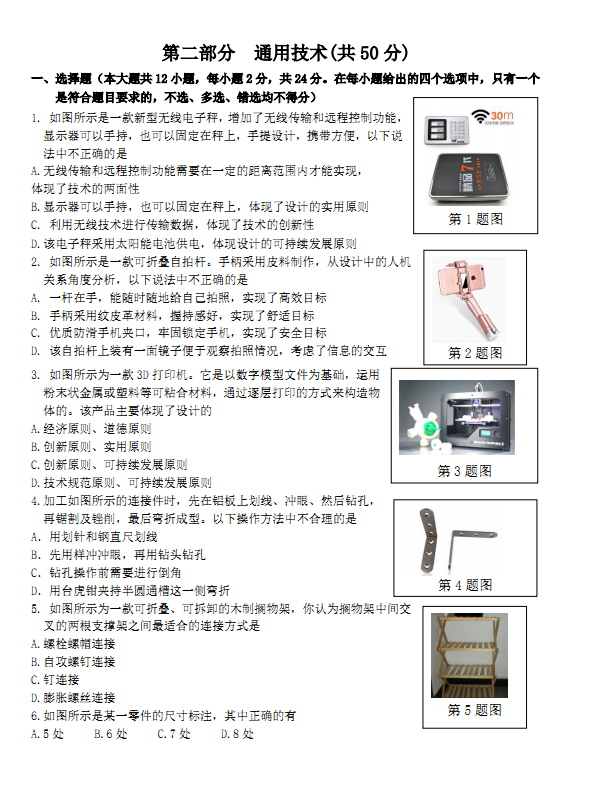 第二部分 通用技术(共50分)
一、选择题（本大题共12小题，每小题2分，共24分。在每小题给出的四个选项中，只有一个
是符合题目要求的，不选、多选、错选均不得分）
1. 如图所示是一款新型无线电子秤，增加了无线传输和远程控制功能，
显示器可以手持，也可以固定在秤上，手提设计，携带方便，以下说
法中不正确的是
A.无线传输和远程控制功能需要在一定的距离范围内才能实现，
体现了技术的两面性
B.显示器可以手持，也可以固定在秤上，体现了设计的实用原则
C. 利用无线技术进行传输数据，体现了技术的创新性
D.该电子秤采用太阳能电池供电，体现设计的可持续发展原则
30m
精品7代
第1题图
2. 如图所示是一款可折叠自拍杆。手柄采用皮料制作，从设计中的人机
关系角度分析，以下说法中不正确的是
A. 一杆在手，能随时随地给自己拍照，实现了高效目标
B. 手柄采用纹皮革材料，握持感好，实现了舒适目标
C. 优质防滑手机夹口，牢固锁定手机，实现了安全目标
D. 该自拍杆上装有一面镜子便于观察拍照情况，考虑了信息的交互
第2题图
3. 如图所示为一款3D打印机。它是以数字模型文件为基础，运用
粉末状金属或塑料等可粘合材料，通过逐层打印的方式来构造物
体的。该产品主要体现了设计的
A.经济原则、道德原则
B.创新原则、实用原则
C.创新原则、可持续发展原则
D.技术规范原则、可持续发展原则
第3题图
4.加工如图所示的连接件时，先在铝板上划线、冲眼、然后钻孔，
再锯割及锉削，最后弯折成型。以下操作方法中不合理的是
A．用划针和钢直尺划线
B．先用样冲冲眼，再用钻头钻孔
C．钻孔操作前需要进行倒角
D．用台虎钳夹持半圆通槽这一侧弯折
第4题图
5. 如图所示为一款可折叠、可拆卸的木制搁物架，你认为搁物架中间交
叉的两根支撑架之间最适合的连接方式是
A.螺栓螺帽连接
B.自攻螺钉连接
C.钉连接
D.膨胀螺丝连接
第5题图
6.如图所示是某一零件的尺寸标注，其中正确的有
A.5处 B.6处 C.7处 D.8处